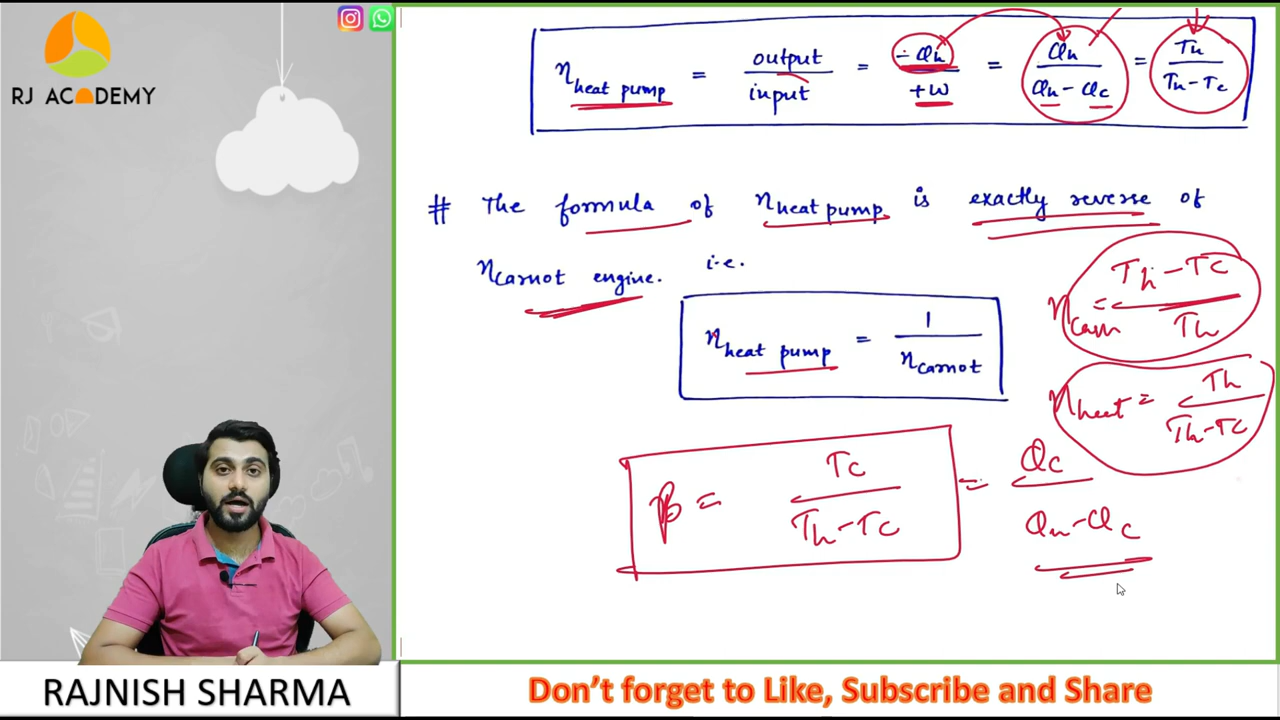 RJ ACADEMY
η heat pump = output/input = -Qh/+W = Qh/Qh - Qc = Th/Th - Tc
# The formula of η heat pump is exactly reverse of
η carnot engine. i.e.
η carn = Th - Tc/Th
η heat pump = 1/η carnot
η heat = Th/Th - Tc
β = Tc/Th - Tc = Qc/Qh - Qc
RAJNISH SHARMA
Don't forget to Like, Subscribe and Share